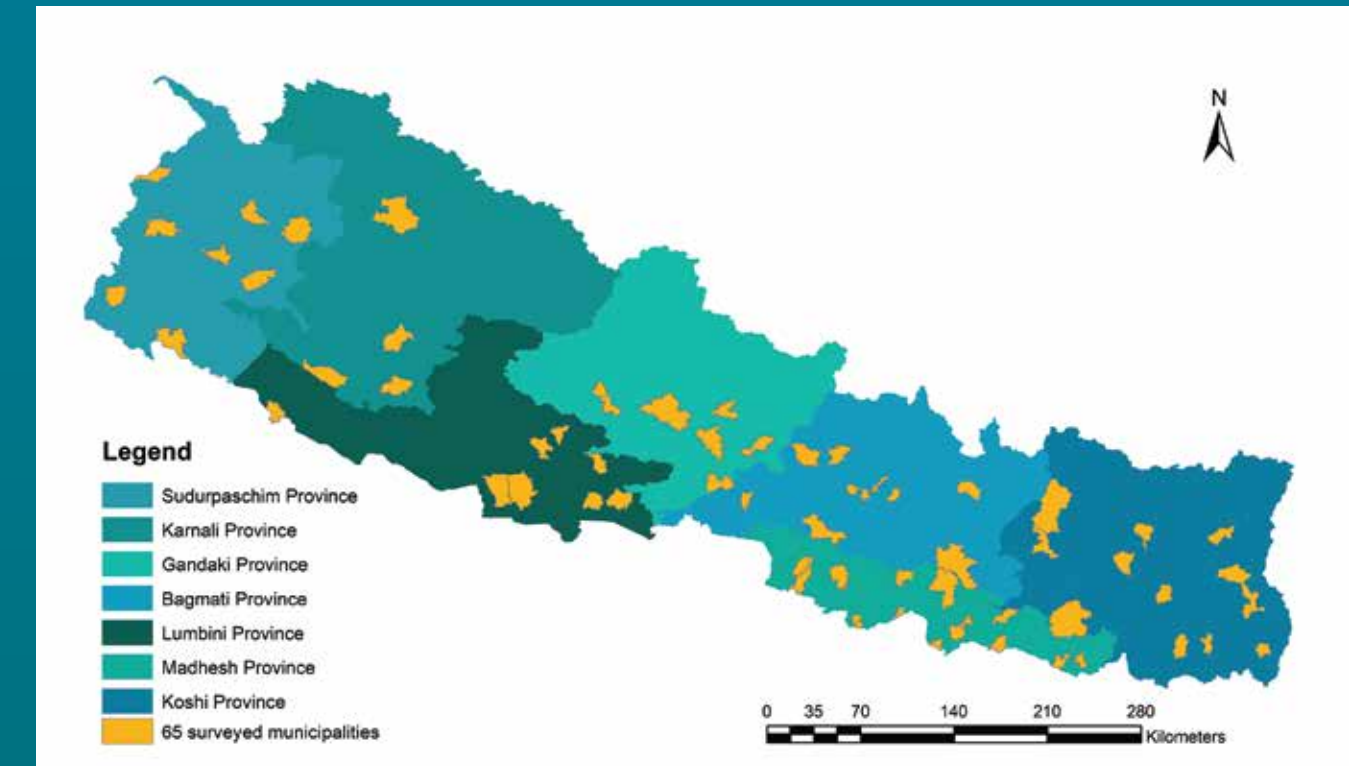 N
Legend
Sudurpaschim Province
Karnali Province
Gandaki Province
Bagmati Province
Lumbini Province
Madhesh Province
Koshi Province
65 surveyed municipalities
0 35 70 140 210 280
Kilometers